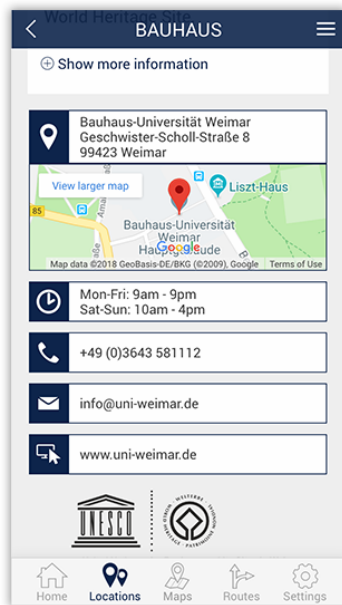 World Heritage Site.
BAUHAUS
Show more information
Bauhaus-Universität Weimar
Geschwister-Scholl-Straße 8
99423 Weimar
View larger map
Liszt-Haus
85
Bauhaus-Universität
Weimar
Hauptgebäude
Google
Map data ©2018 GeoBasis-DE/BKG (©2009), Google Terms of Use
Mon-Fri: 9am - 9pm
Sat-Sun: 10am - 4pm
+49 (0)3643 581112
info@uni-weimar.de
www.uni-weimar.de
UNESCO
Home Locations Maps Routes Settings